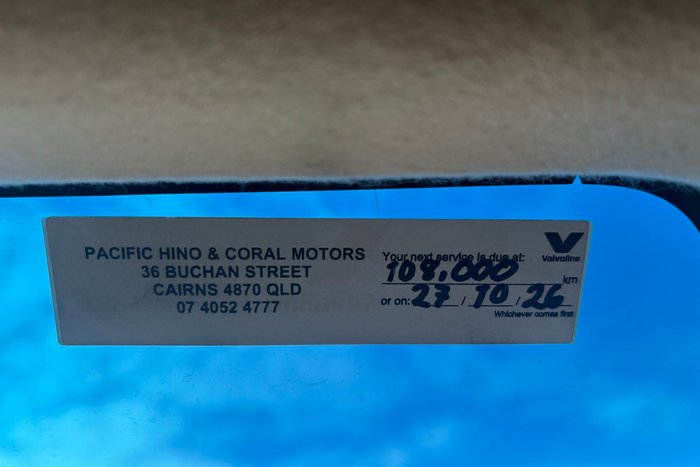 PACIFIC HINO & CORAL MOTORS
36 BUCHAN STREET
CAIRNS 4870 QLD
07 4052 4777
Valvoline
Your next service is due at:
108,000 km
or on: 27 / 10 / 26
Whichever comes first